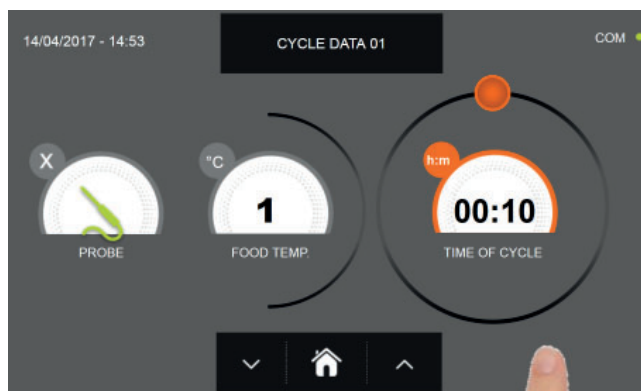 14/04/2017 - 14:53
CYCLE DATA 01
COM
X
PROBE
°C
1
FOOD TEMP.
h:m
00:10
TIME OF CYCLE